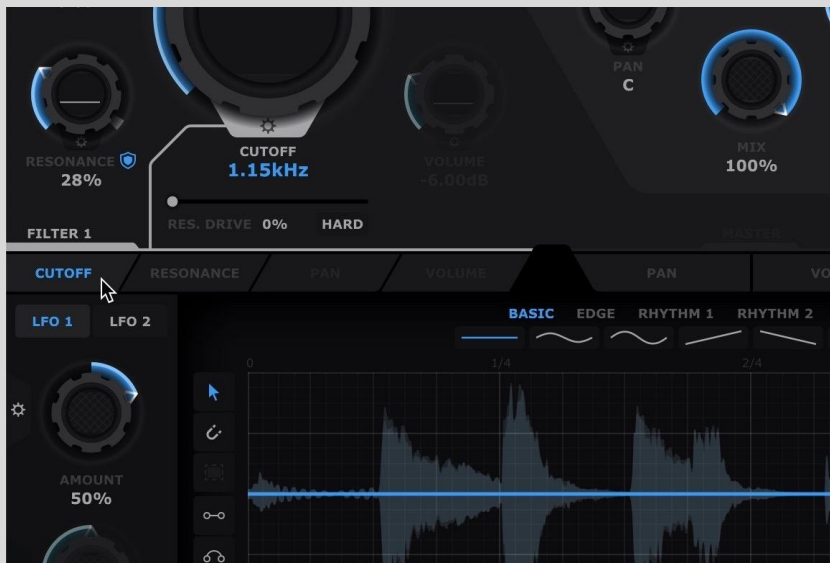 PAN
C
CUTOFF
1.15kHz
RESONANCE
28%
VOLUME
-6.00dB
MIX
100%
RES. DRIVE 0% HARD
FILTER 1
MASTER
CUTOFF RESONANCE PAN VOLUME PAN VO
LFO 1 LFO 2
BASIC EDGE RHYTHM 1 RHYTHM 2
0 1/4 2/4
AMOUNT
50%